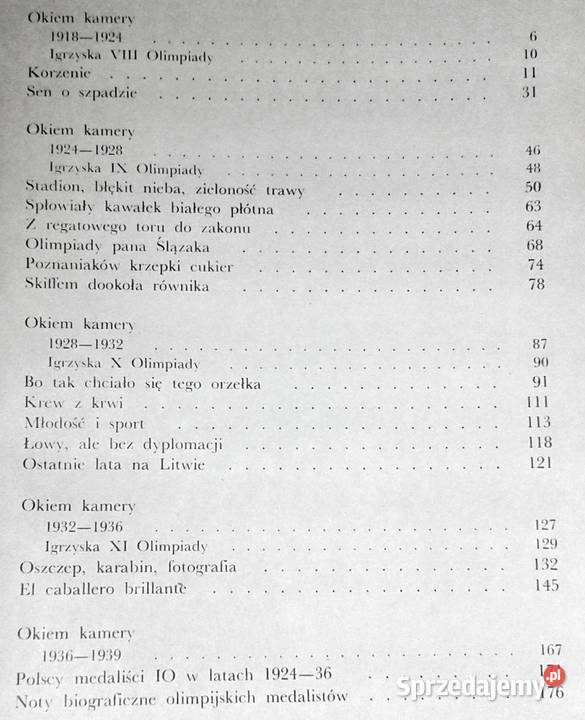 Okiem kamery
1918—1924 . . . . . . . . . . . . . . . . . 6
Igrzyska VIII Olimpiady . . . . . . . . . . . . . 10
Korzenie . . . . . . . . . . . . . . . . . . . 11
Sen o szpadzie . . . . . . . . . . . . . . . . 31
Okiem kamery
1924—1928 . . . . . . . . . . . . . . . . . 46
Igrzyska IX Olimpiady . . . . . . . . . . . . . . 48
Stadion, błękit nieba, zieloność trawy . . . . . . . . 50
Spłowiały kawałek białego płótna . . . . . . . . . . 63
Z regatowego toru do zakonu . . . . . . . . . . . 64
Olimpiady pana Ślązaka . . . . . . . . . . . . . 68
Poznaniaków krzepki cukier . . . . . . . . . . . . 74
Skiffem dookoła równika . . . . . . . . . . . . . 78
Okiem kamery
1928—1932 . . . . . . . . . . . . . . . . . 87
Igrzyska X Olimpiady . . . . . . . . . . . . . . 90
Bo tak chciało się tego orzełka . . . . . . . . . . . 91
Krew z krwi . . . . . . . . . . . . . . . . . . 111
Młodość i sport . . . . . . . . . . . . . . . . 113
Łowy, ale bez dyplomacji . . . . . . . . . . . . . 118
Ostatnie lata na Litwie . . . . . . . . . . . . . . 121
Okiem kamery
1932—1936 . . . . . . . . . . . . . . . . . 127
Igrzyska XI Olimpiady . . . . . . . . . . . . . . 129
Oszczep, karabin, fotografia . . . . . . . . . . . . 132
El caballero brillante . . . . . . . . . . . . . . 145
Okiem kamery
1936—1939 . . . . . . . . . . . . . . . . . 167
Polscy medaliści IO w latach 1924—36 . . . . . . . .
Noty biograficzne olimpijskich medalistów . . . . . . . 176
Sprzedajemy.pl